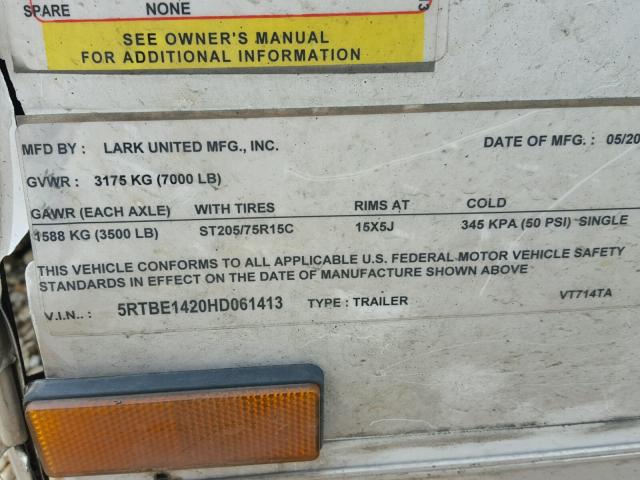 SPARE NONE
SEE OWNER'S MANUAL
FOR ADDITIONAL INFORMATION
MFD BY : LARK UNITED MFG., INC. DATE OF MFG. : 05/20
GVWR : 3175 KG (7000 LB)
GAWR (EACH AXLE) WITH TIRES RIMS AT COLD
1588 KG (3500 LB) ST205/75R15C 15X5J 345 KPA (50 PSI) SINGLE
THIS VEHICLE CONFORMS TO ALL APPLICABLE U.S. FEDERAL MOTOR VEHICLE SAFETY
STANDARDS IN EFFECT ON THE DATE OF MANUFACTURE SHOWN ABOVE
V.I.N.: : 5RTBE1420HD061413 TYPE : TRAILER VT714TA